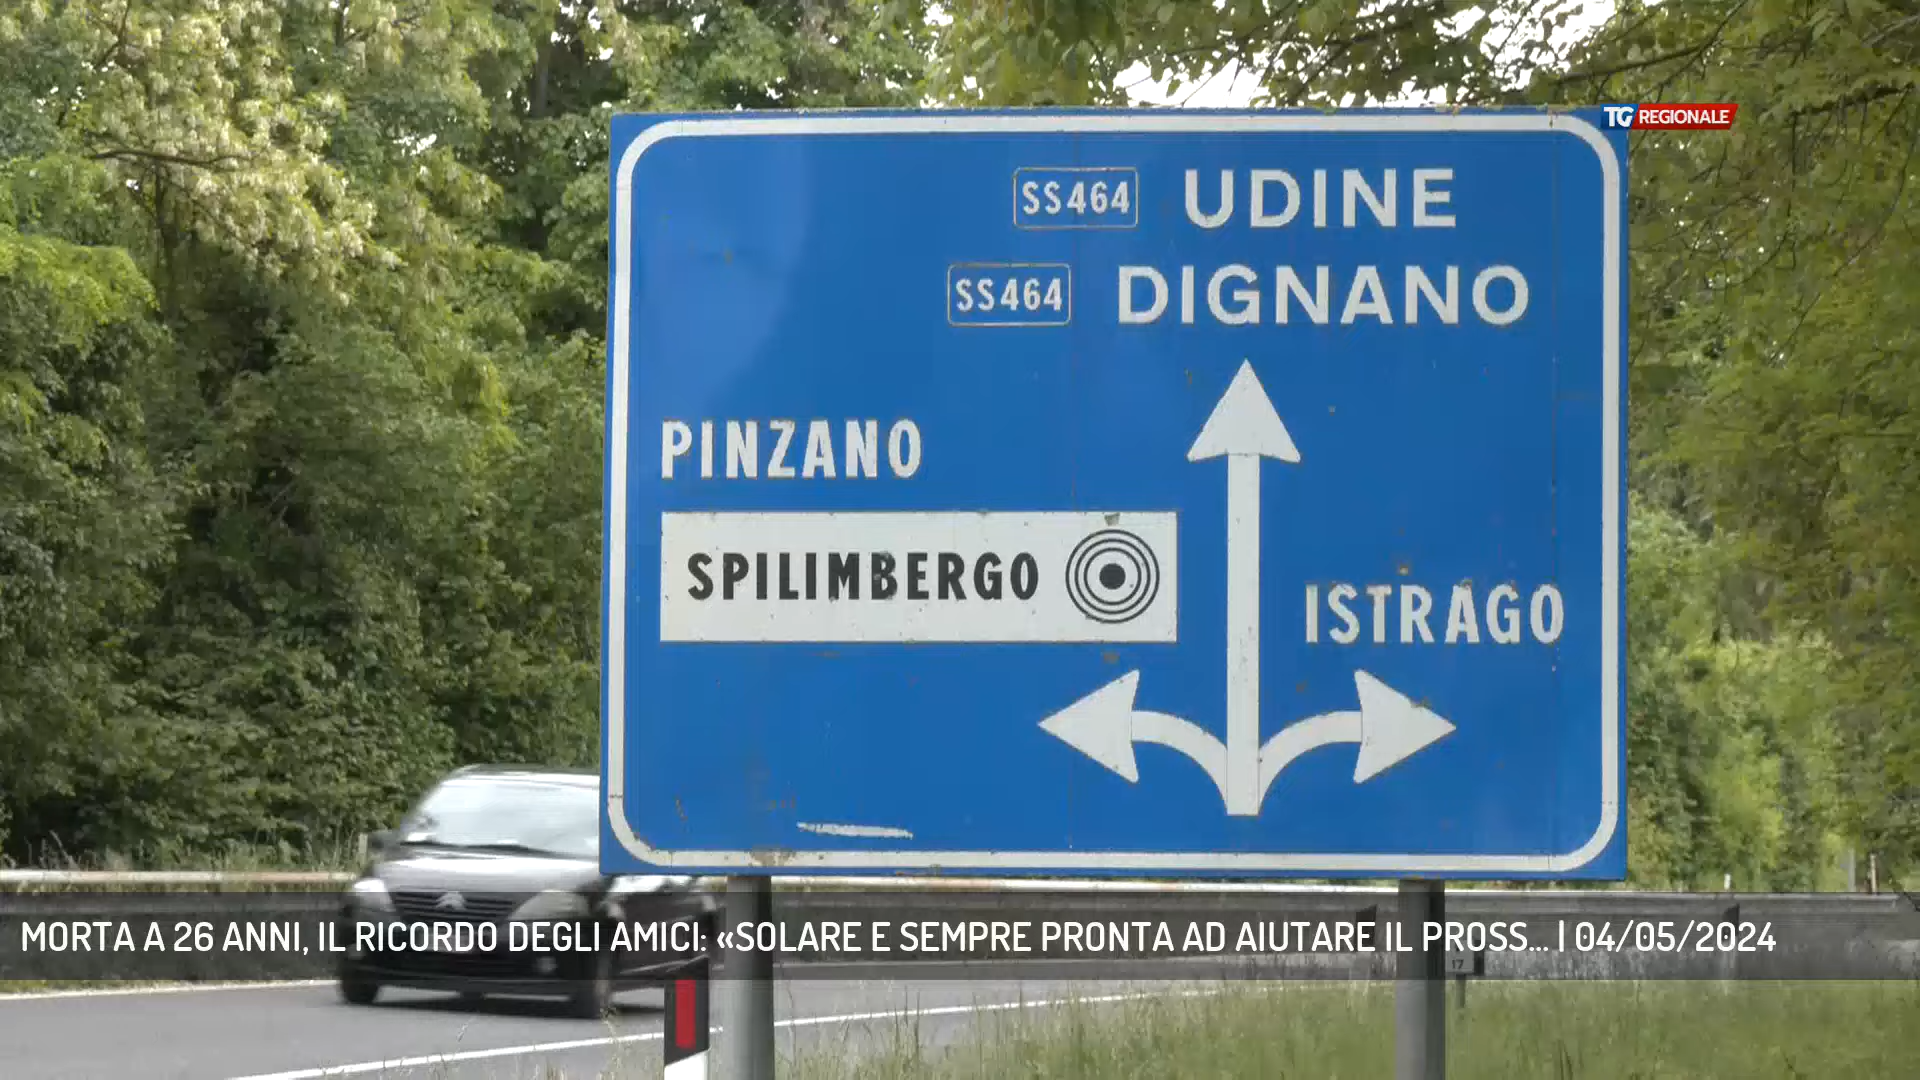 TG REGIONALE
SS464 UDINE
SS464 DIGNANO
PINZANO
SPILIMBERGO
ISTRAGO
MORTA A 26 ANNI, IL RICORDO DEGLI AMICI: «SOLARE E SEMPRE PRONTA AD AIUTARE IL PROSS... | 04/05/2024
17